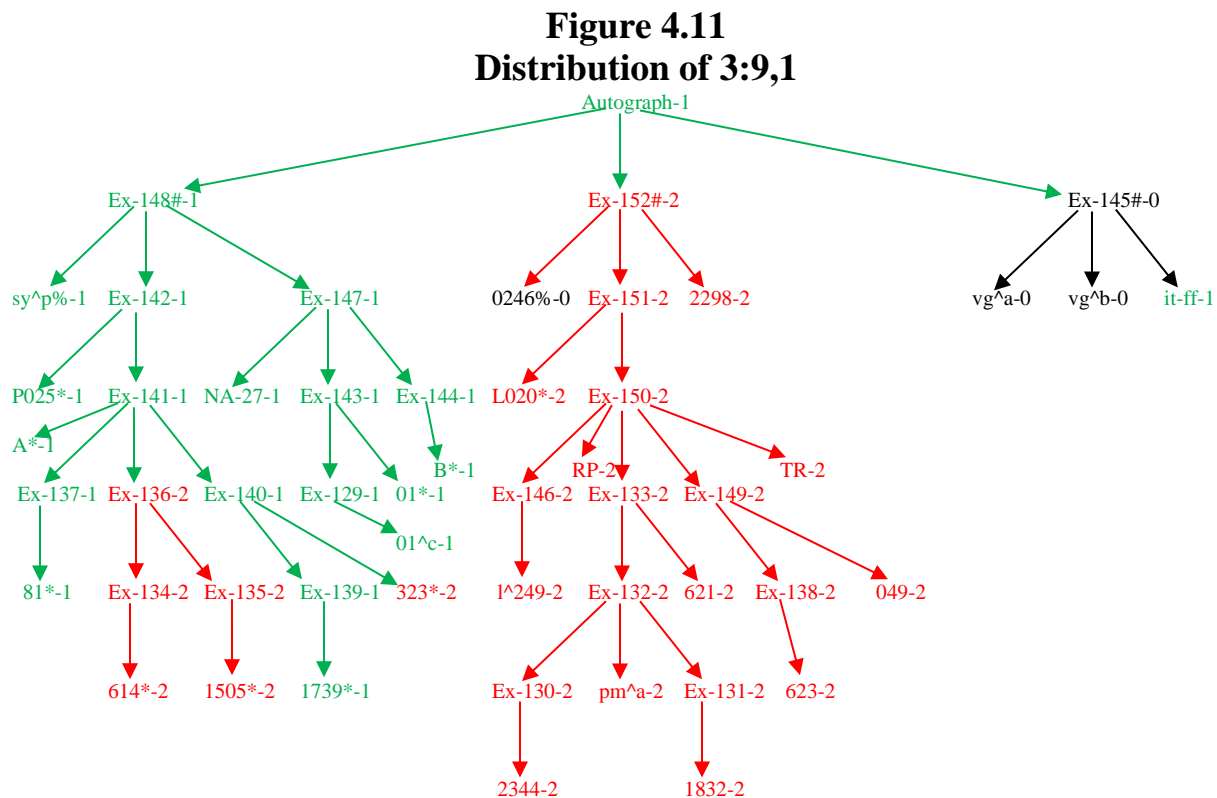 Figure 4.11
Distribution of 3:9,1
Autograph-1
Ex-148#-1 Ex-152#-2 Ex-145#-0
sy^p%-1 Ex-142-1 Ex-147-1 0246%-0 Ex-151-2 2298-2 vg^a-0 vg^b-0 it-ff-1
P025*-1 Ex-141-1 NA-27-1 Ex-143-1 Ex-144-1 L020*-2 Ex-150-2
A*-1 B*-1 RP-2 TR-2
Ex-137-1 Ex-136-2 Ex-140-1 Ex-129-1 01*-1 Ex-146-2 Ex-133-2 Ex-149-2
01^c-1
81*-1 Ex-134-2 Ex-135-2 Ex-139-1 323*-2 l^249-2 Ex-132-2 621-2 Ex-138-2 049-2
614*-2 1505*-2 1739*-1 Ex-130-2 pm^a-2 Ex-131-2 623-2
2344-2 1832-2